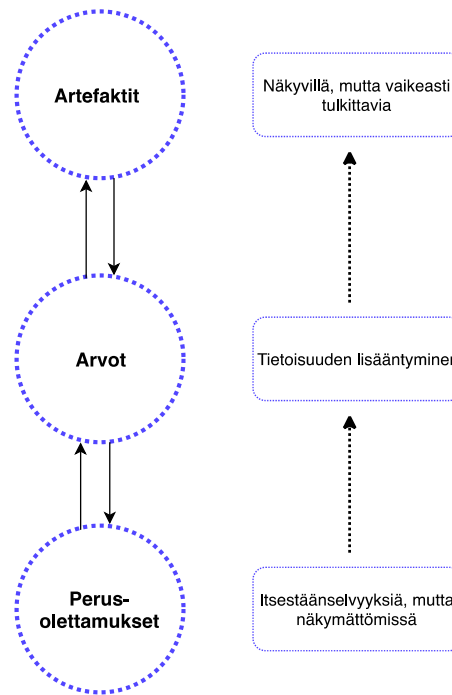 Artefaktit
Näkyvillä, mutta vaikeasti
tulkittavia
Arvot
Tietoisuuden lisääntyminen
Perus-
olettamukset
Itsestäänselvyyksiä, mutta
näkymättömissä